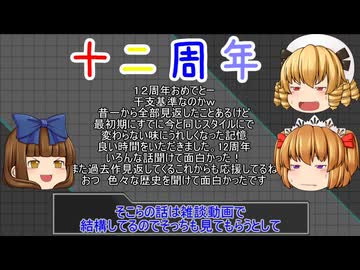 十二周年
12周年おめでとー
干支基準なのかw
昔一から全部見返したことあるけど
最初期にすでに今と同じスタイルにで
変わらない味にうれしくなった記憶
良い時間をいただきました。12周年
いろんな話聞けて面白かった！
また過去作見返してくるこれからも応援してるね
おつ 色々な歴史を聞けて面白かったです
そこらの話は雑談動画で
結構してるのでそっちも見てもらうとして